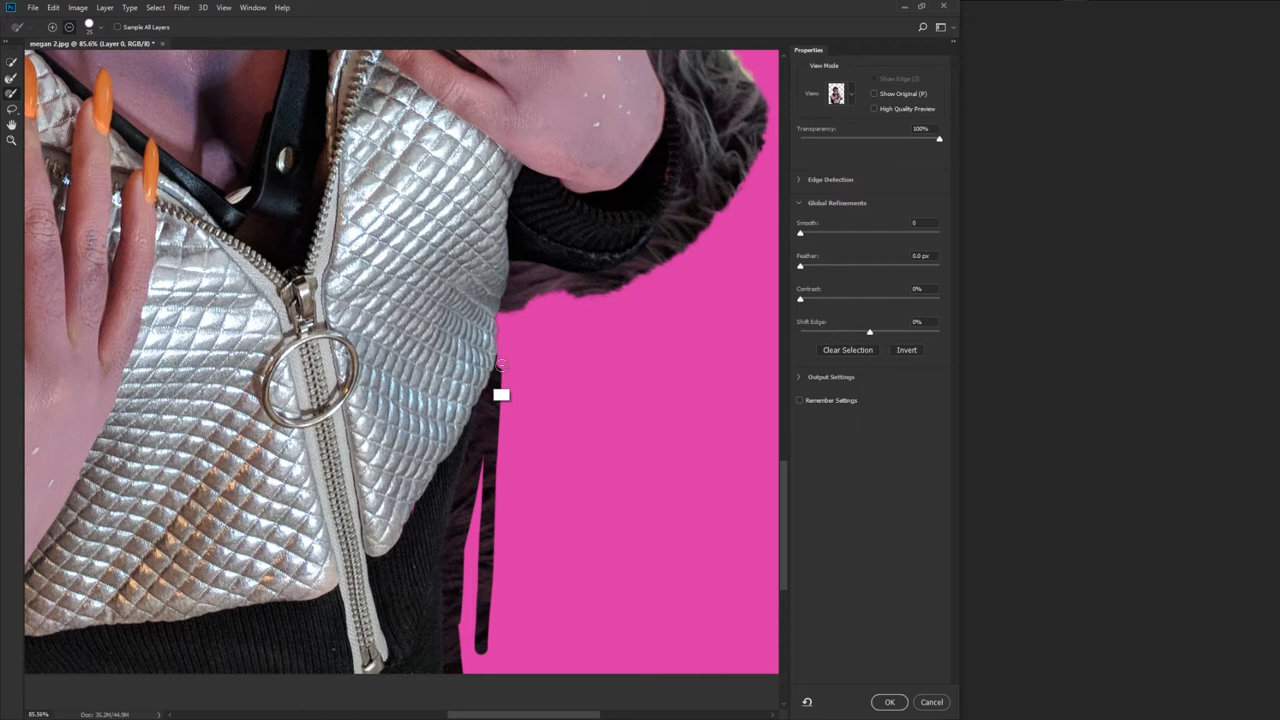 Ps File Edit Image Layer Type Select Filter 3D View Window Help
25 Sample All Layers
megan 2.jpg @ 85.6% (Layer 0, RGB/8) *
Properties
View Mode
Show Edge (J)
View:
Show Original (P)
High Quality Preview
Transparency: 100%
Edge Detection
Global Refinements
Smooth: 0
Feather: 0.0 px
Contrast: 0%
Shift Edge: 0%
Clear Selection Invert
Output Settings
Remember Settings
OK Cancel
85.56% Doc: 35.2M/44.9M